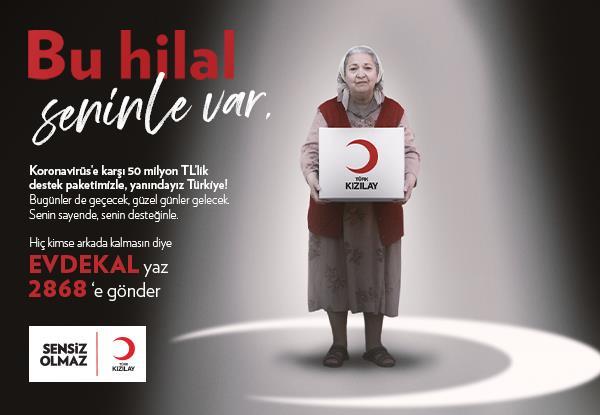 Bu hilal
seninle var.
Koronavirüs'e karşı 50 milyon TL'lik
destek paketimizle, yanındayız Türkiye!
Bugünler de geçecek, güzel günler gelecek.
Senin sayende, senin desteğinle.
Hiç kimse arkada kalmasın diye
EVDEKAL yaz
2868 'e gönder
SENSİZ
OLMAZ
TÜRK
KIZILAY
TÜRK
KIZILAY